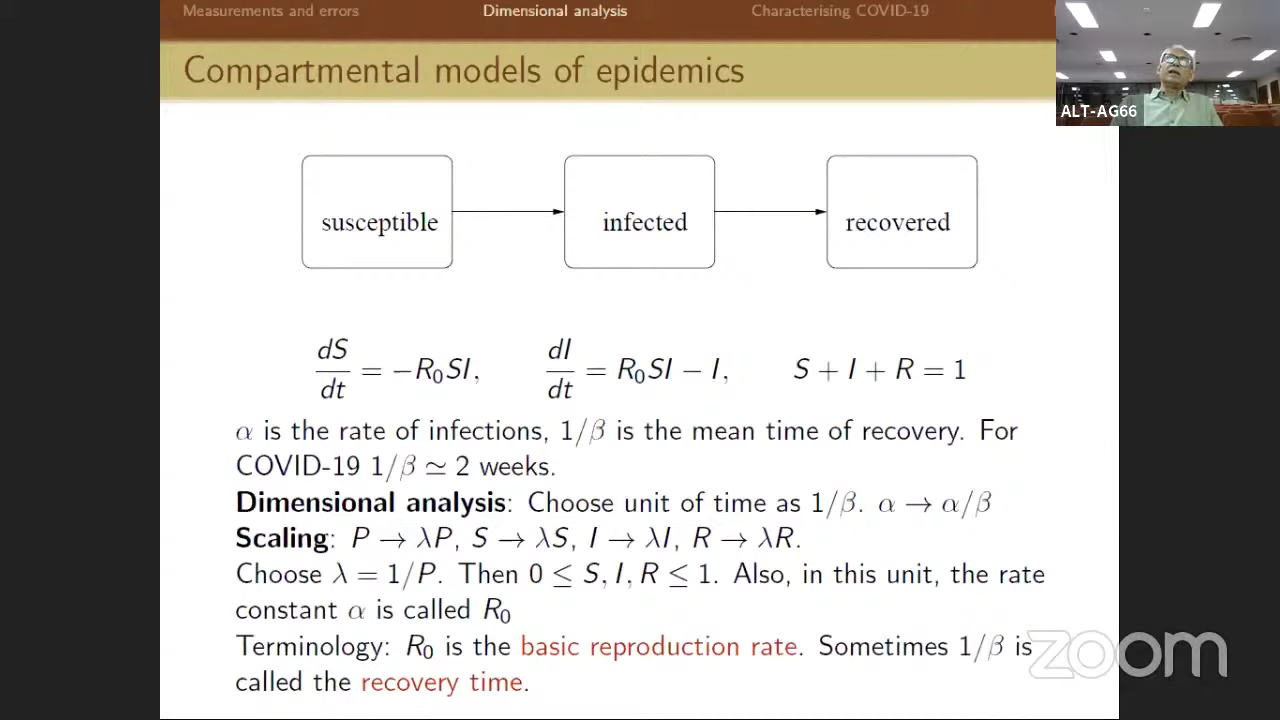 Measurements and errors Dimensional analysis Characterising COVID-19
Compartmental models of epidemics
ALT-AG66
susceptible infected recovered
dS/dt = −R₀SI, dI/dt = R₀SI − I, S + I + R = 1
α is the rate of infections, 1/β is the mean time of recovery. For
COVID-19 1/β ≃ 2 weeks.
Dimensional analysis: Choose unit of time as 1/β. α → α/β
Scaling: P → λP, S → λS, I → λI, R → λR.
Choose λ = 1/P. Then 0 ≤ S, I, R ≤ 1. Also, in this unit, the rate
constant α is called R₀
Terminology: R₀ is the basic reproduction rate. Sometimes 1/β is
called the recovery time.
zoom